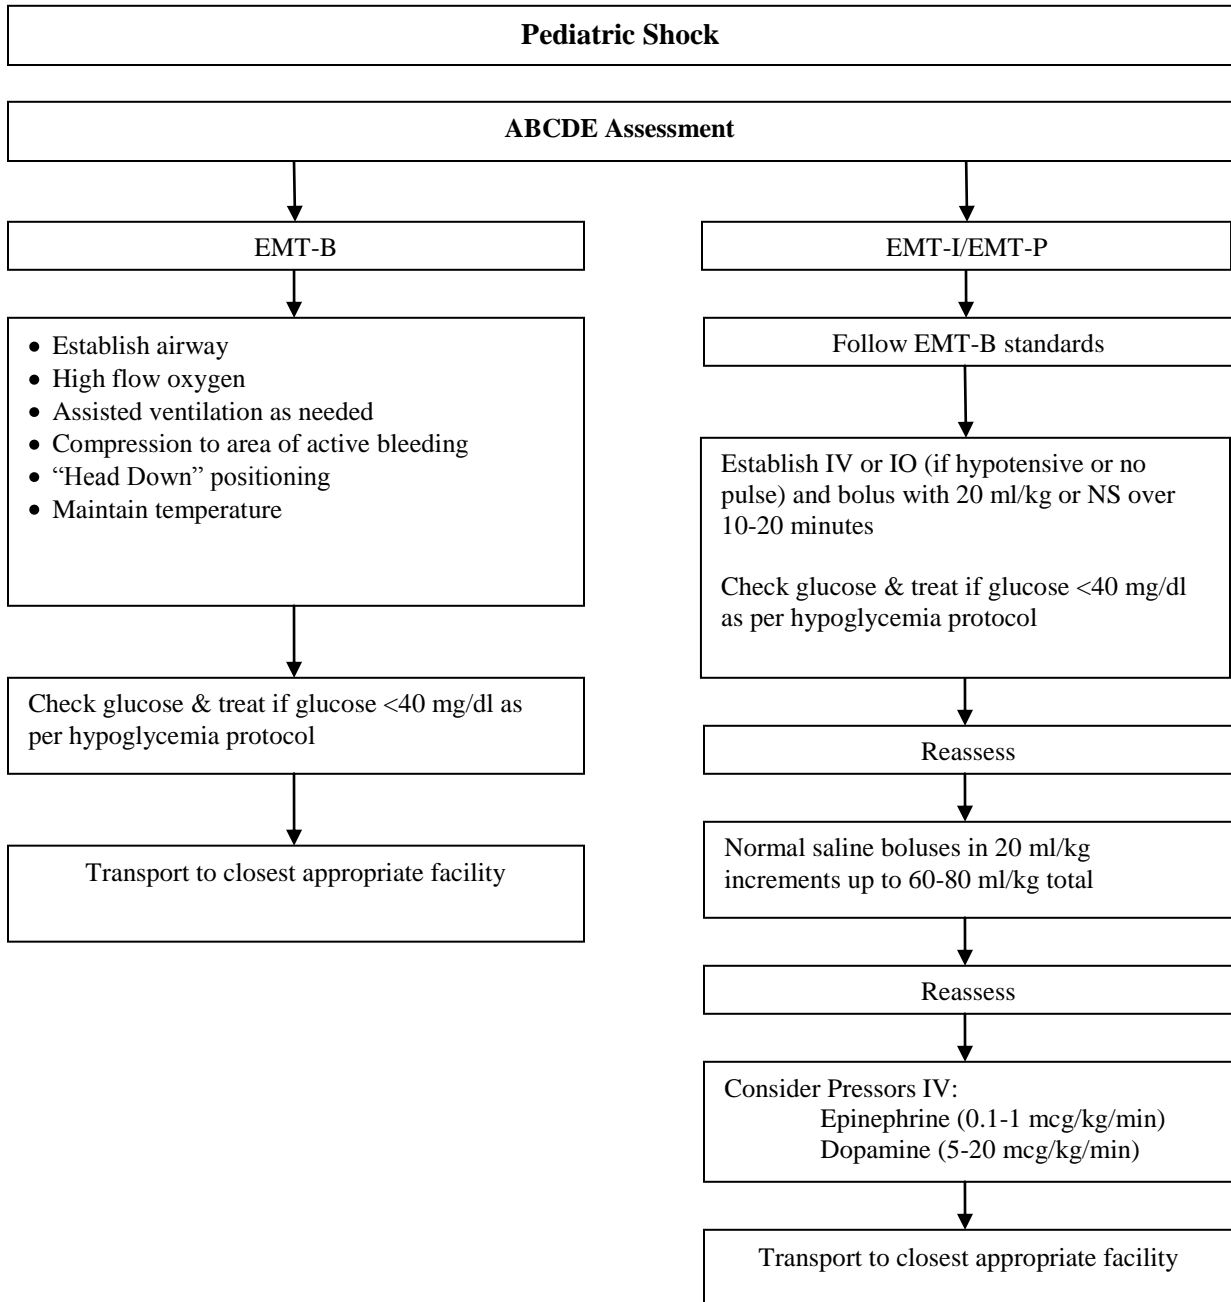 Pediatric Shock
ABCDE Assessment
EMT-B
• Establish airway
• High flow oxygen
• Assisted ventilation as needed
• Compression to area of active bleeding
• “Head Down” positioning
• Maintain temperature
Check glucose & treat if glucose <40 mg/dl as
per hypoglycemia protocol
Transport to closest appropriate facility
EMT-I/EMT-P
Follow EMT-B standards
Establish IV or IO (if hypotensive or no
pulse) and bolus with 20 ml/kg or NS over
10-20 minutes
Check glucose & treat if glucose <40 mg/dl
as per hypoglycemia protocol
Reassess
Normal saline boluses in 20 ml/kg
increments up to 60-80 ml/kg total
Reassess
Consider Pressors IV:
Epinephrine (0.1-1 mcg/kg/min)
Dopamine (5-20 mcg/kg/min)
Transport to closest appropriate facility